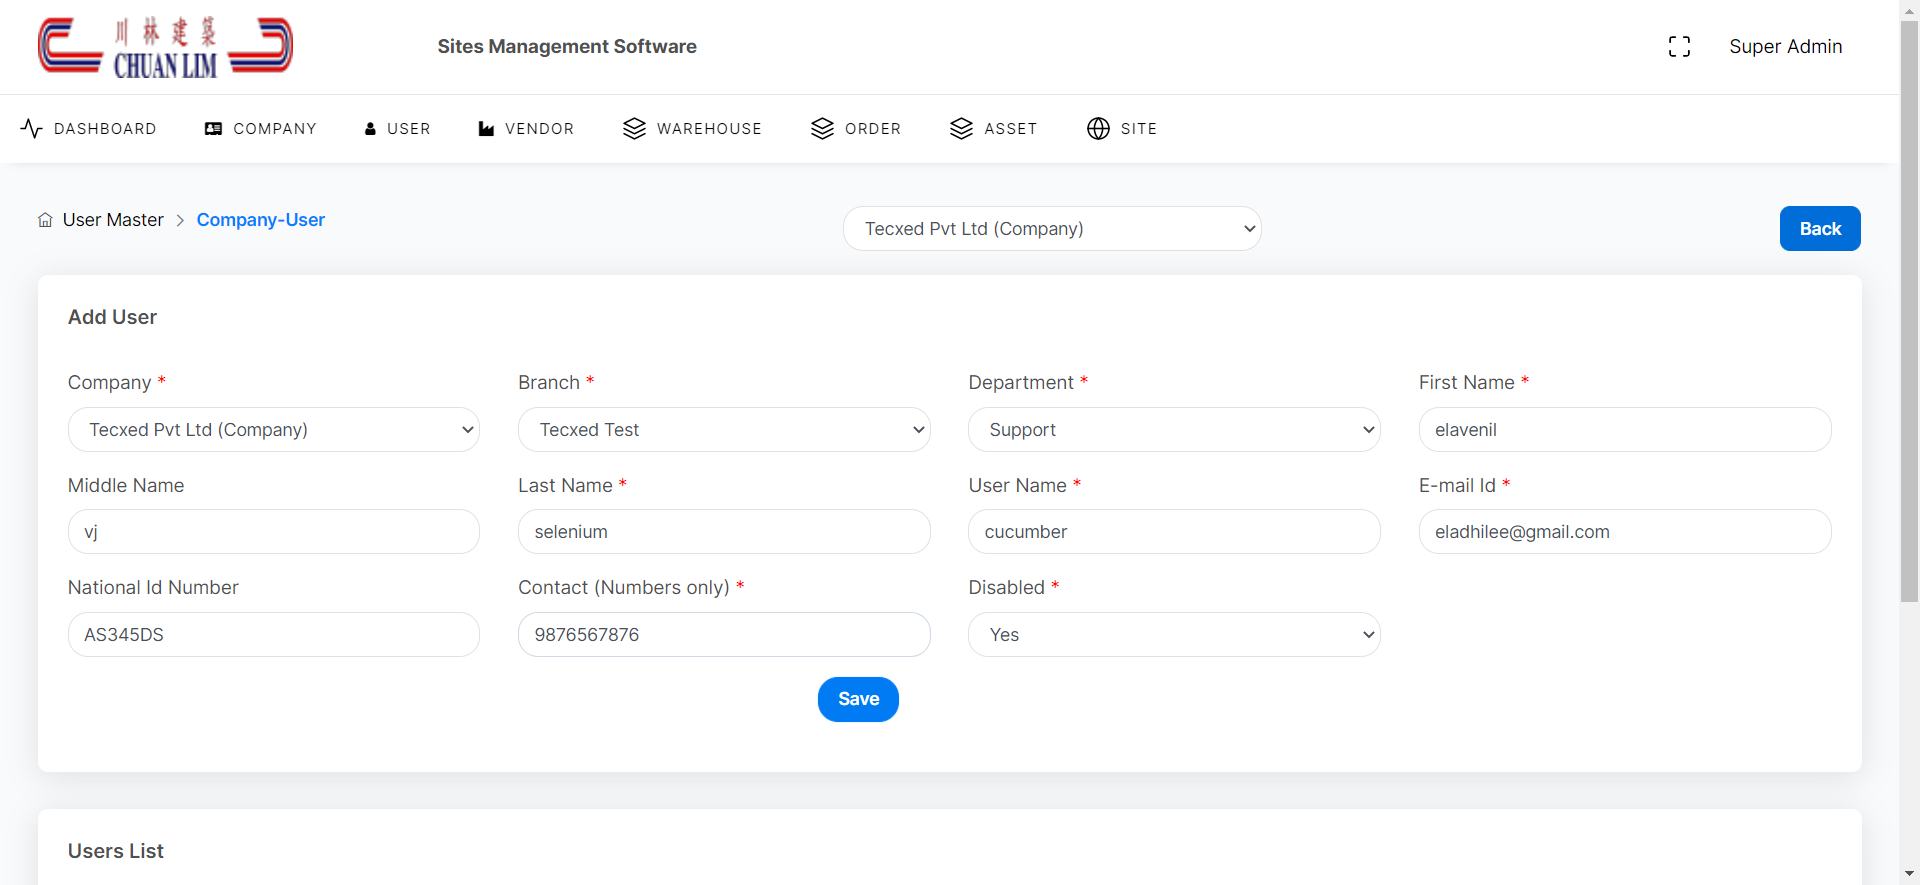 川林建築
CHUAN LIM
Sites Management Software
Super Admin
DASHBOARD COMPANY USER VENDOR WAREHOUSE ORDER ASSET SITE
User Master > Company-User
Tecxed Pvt Ltd (Company)
Back
Add User
Company * Branch * Department * First Name *
Tecxed Pvt Ltd (Company) Tecxed Test Support elavenil
Middle Name Last Name * User Name * E-mail Id *
vj selenium cucumber eladhilee@gmail.com
National Id Number Contact (Numbers only) * Disabled *
AS345DS 9876567876 Yes
Save
Users List